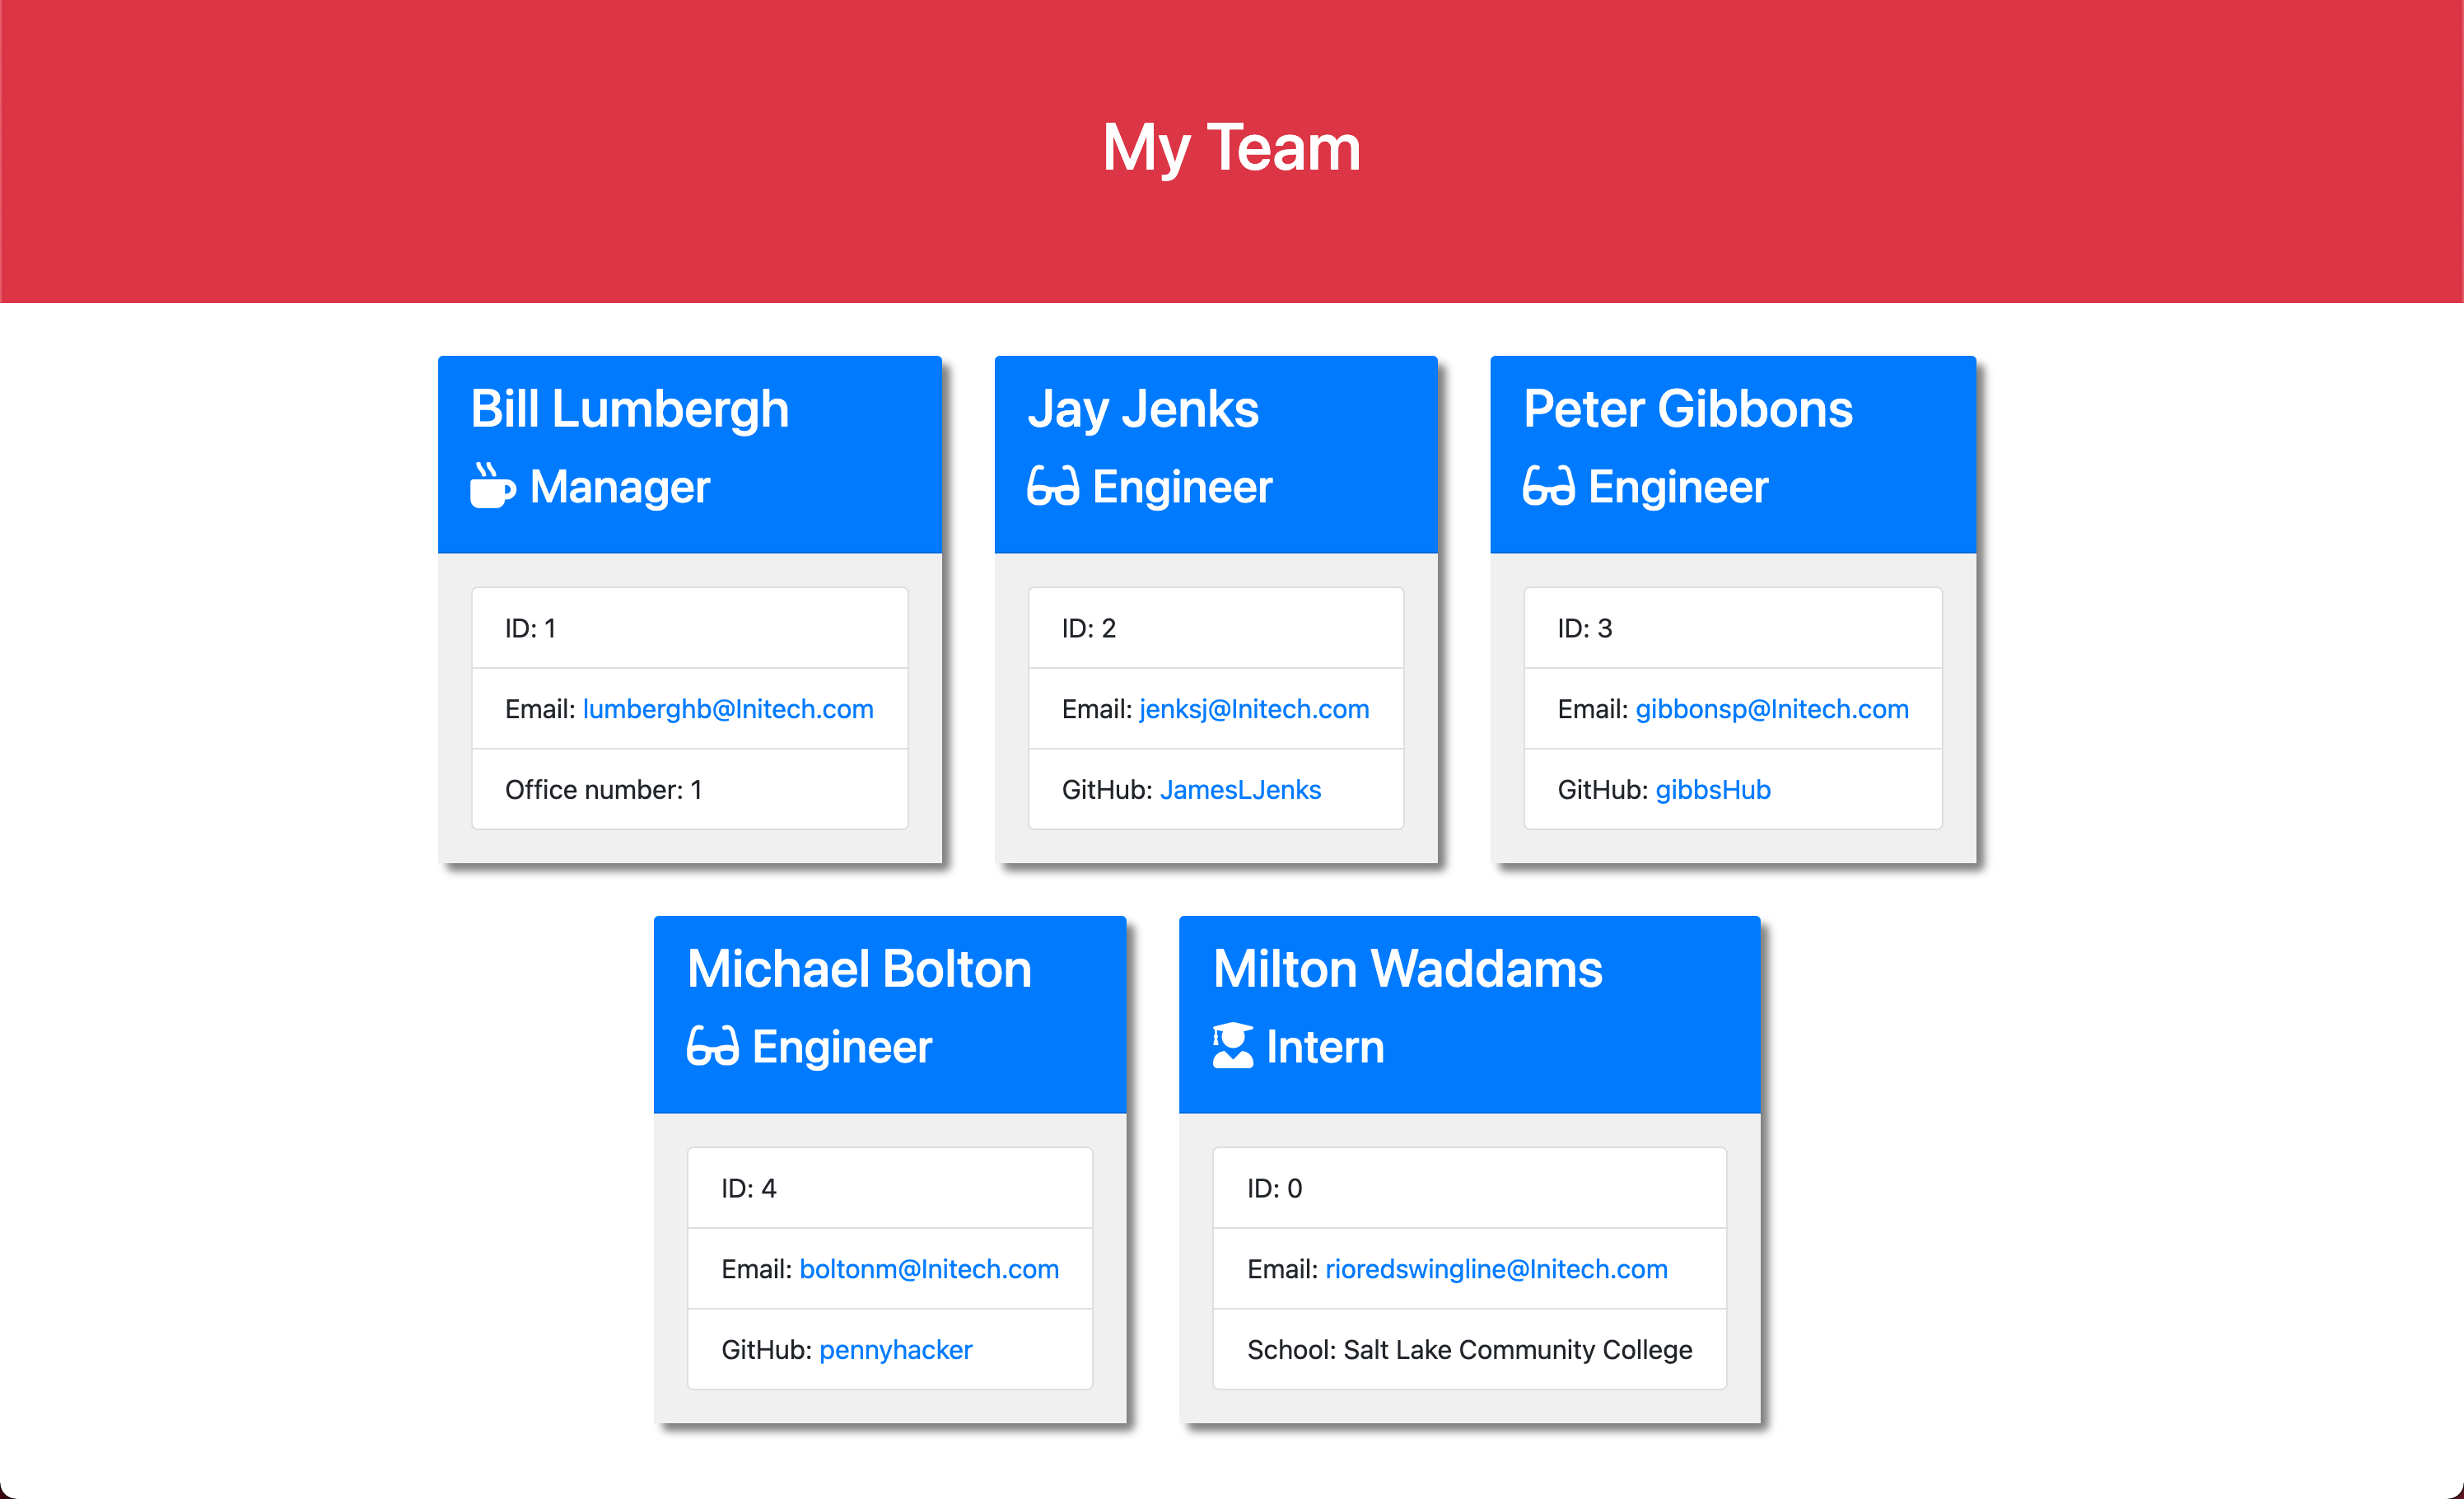 My Team
Bill Lumbergh
Manager
ID: 1
Email: lumberghb@Initech.com
Office number: 1
Jay Jenks
Engineer
ID: 2
Email: jenksj@Initech.com
GitHub: JamesLJenks
Peter Gibbons
Engineer
ID: 3
Email: gibbonsp@Initech.com
GitHub: gibbsHub
Michael Bolton
Engineer
ID: 4
Email: boltonm@Initech.com
GitHub: pennyhacker
Milton Waddams
Intern
ID: 0
Email: rioredswingline@Initech.com
School: Salt Lake Community College